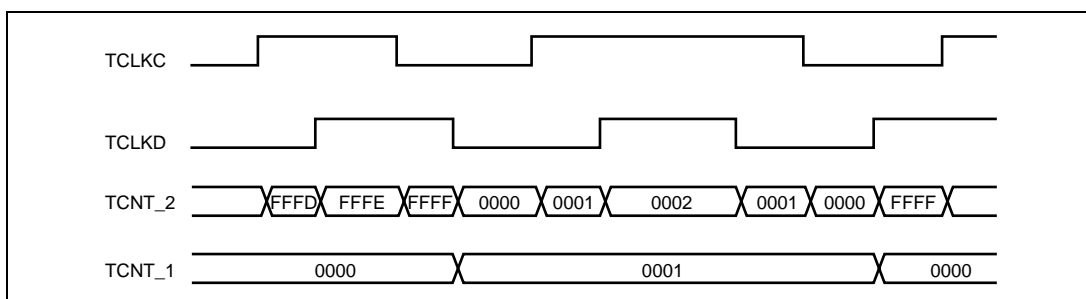 TCLKC
TCLKD
TCNT_2 FFFD FFFE FFFF 0000 0001 0002 0001 0000 FFFF
TCNT_1 0000 0001 0000